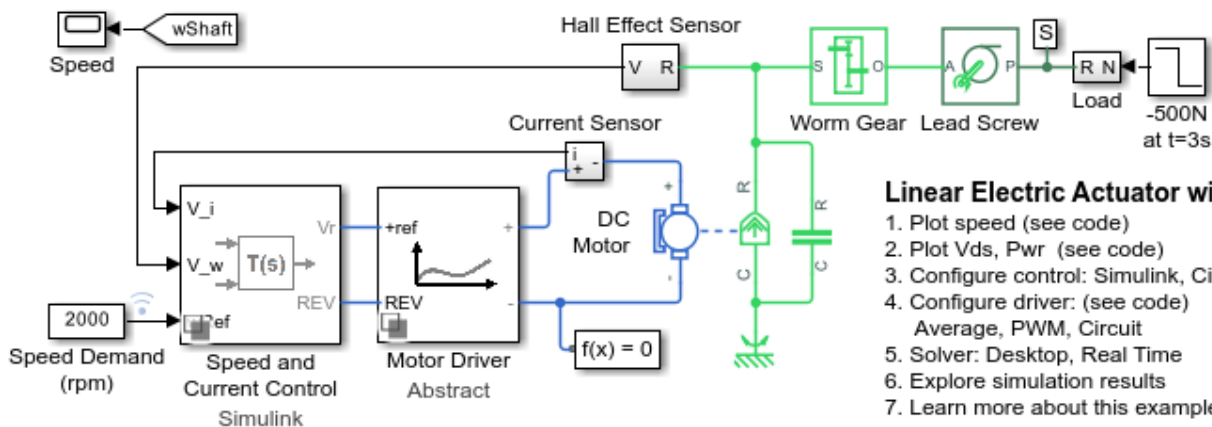 wShaft
Speed
Hall Effect Sensor
V R
S O
A P
S
R N
Load
-500N
at t=3s
Worm Gear
Lead Screw
Current Sensor
i
+ -
V_i
V_w
T(s)
Vr
REV
2000
Speed Demand
(rpm)
Speed and
Current Control
Simulink
+ref
REV
+
-
Motor Driver
Abstract
+
DC
Motor
-
R
C
R
C
f(x) = 0
Linear Electric Actuator wi
1. Plot speed (see code)
2. Plot Vds, Pwr (see code)
3. Configure control: Simulink, Ci
4. Configure driver: (see code)
Average, PWM, Circuit
5. Solver: Desktop, Real Time
6. Explore simulation results
7. Learn more about this example